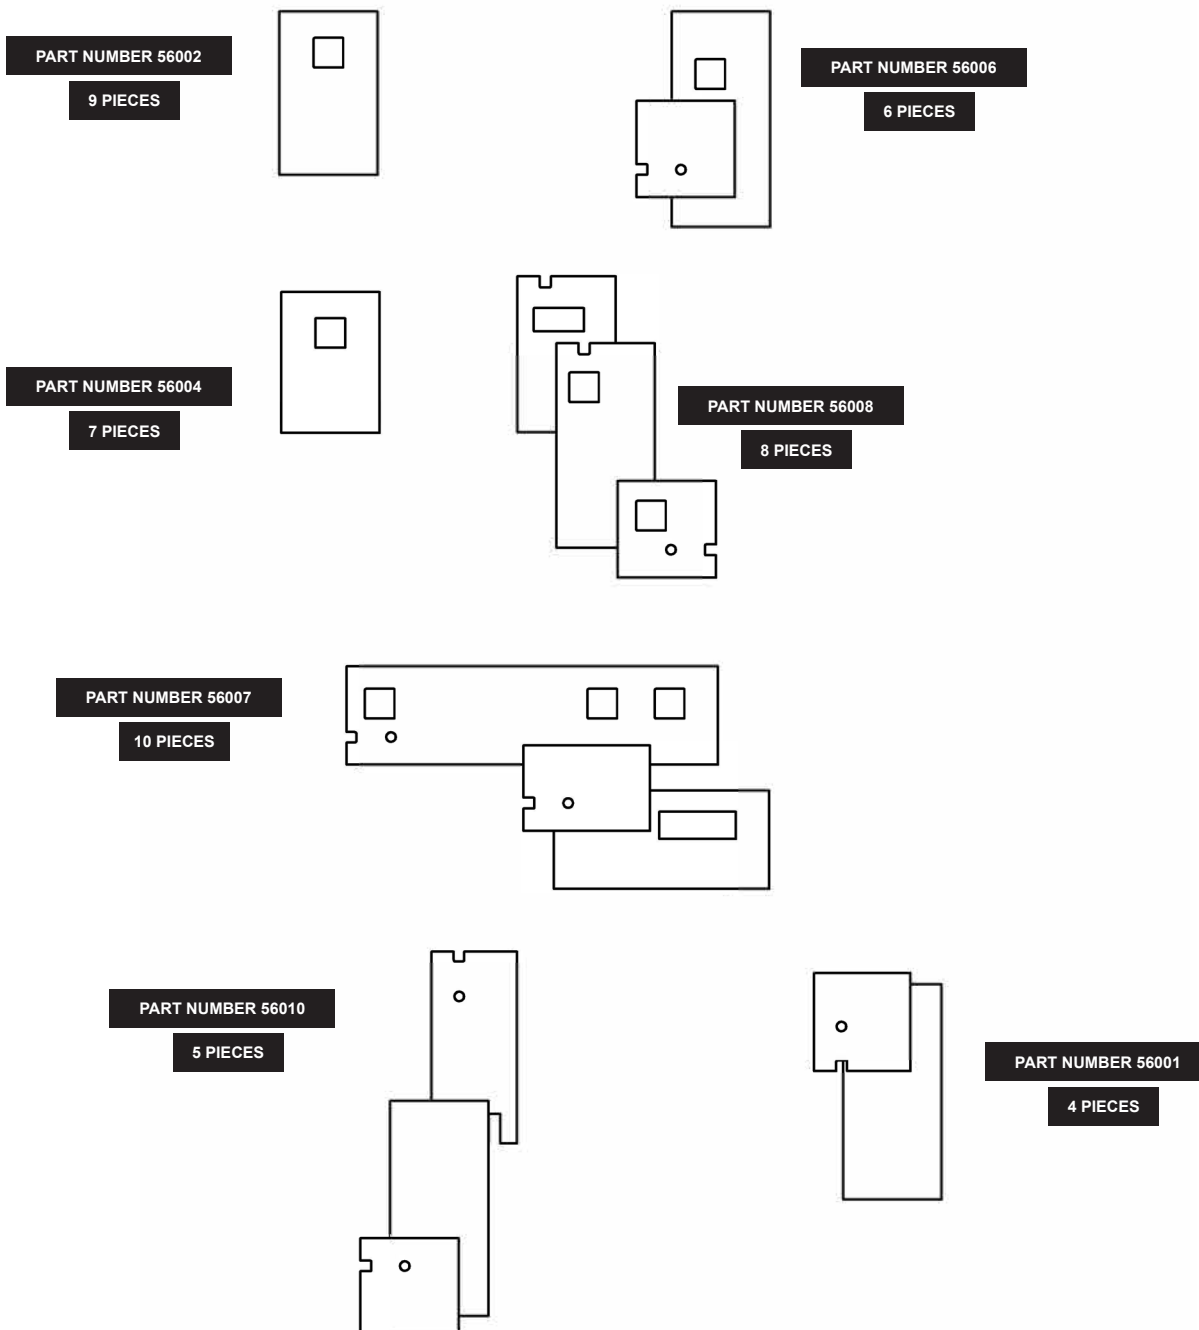 PART NUMBER 56002
9 PIECES
PART NUMBER 56006
6 PIECES
PART NUMBER 56004
7 PIECES
PART NUMBER 56008
8 PIECES
PART NUMBER 56007
10 PIECES
PART NUMBER 56010
5 PIECES
PART NUMBER 56001
4 PIECES